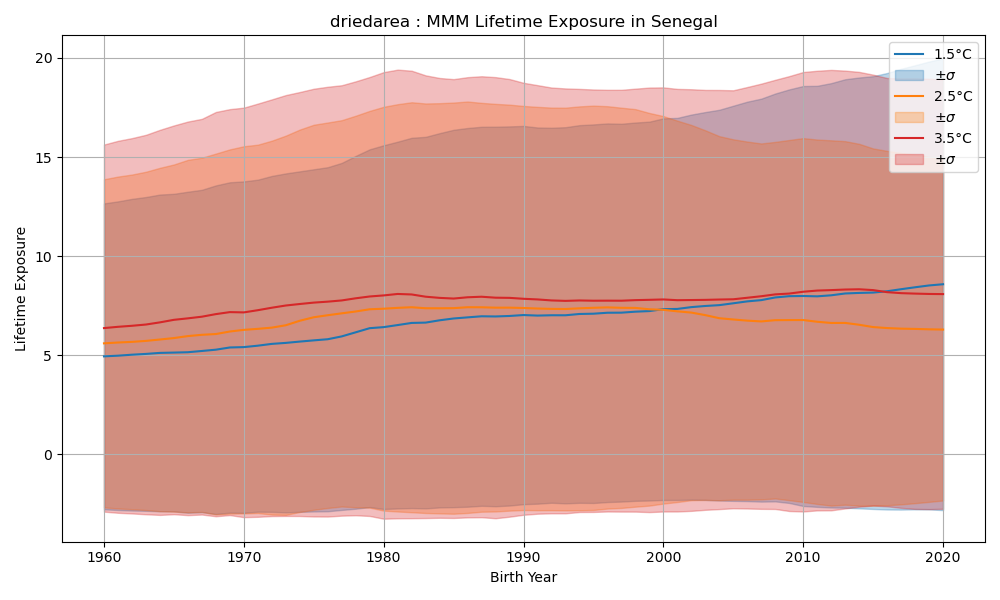 driedarea : MMM Lifetime Exposure in Senegal
20
15
10
5
0
Lifetime Exposure
1960
1970
1980
1990
2000
2010
2020
Birth Year
1.5°C
±σ
2.5°C
±σ
3.5°C
±σ